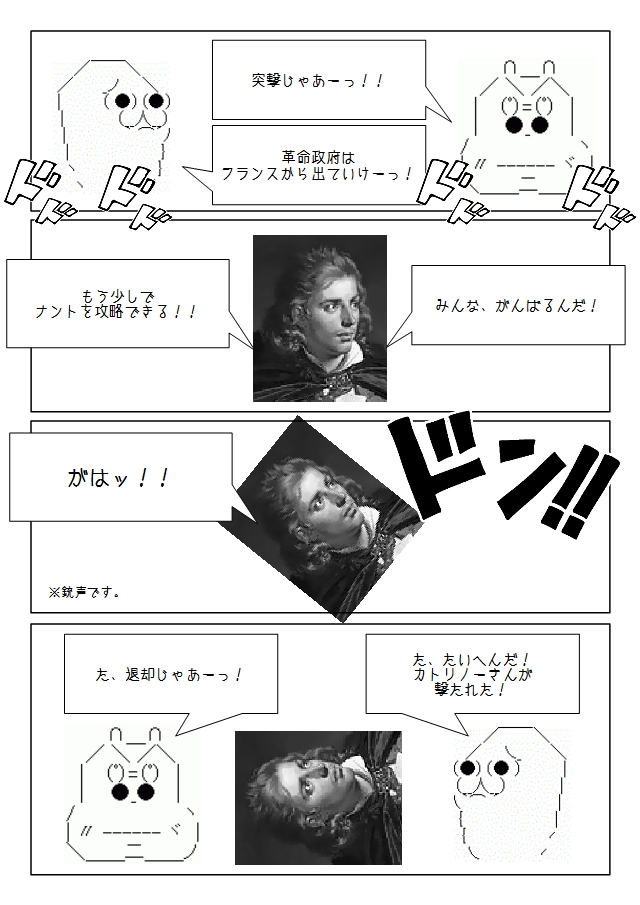 突撃じゃあーっ！！
革命政府は
フランスから出ていけーっ！
ドド
ドド
ドド
ドド
もう少しで
ナントを攻略できる！！
みんな、がんばるんだ！
がはッ！！
ドン!!
※銃声です。
た、退却じゃあーっ！
た、たいへんだ！
カトリノーさんが
撃たれた！